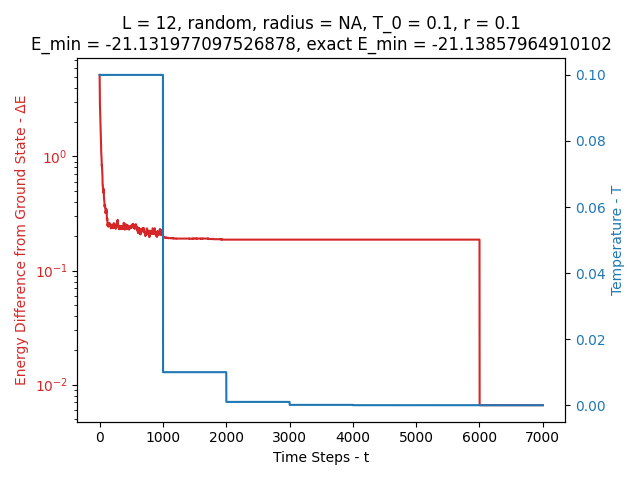 L = 12, random, radius = NA, T_0 = 0.1, r = 0.1
E_min = -21.131977097526878, exact E_min = -21.13857964910102
Energy Difference from Ground State - ΔE
10⁰
10⁻¹
10⁻²
0.10
0.08
0.06
0.04
0.02
0.00
Temperature - T
0 1000 2000 3000 4000 5000 6000 7000
Time Steps - t